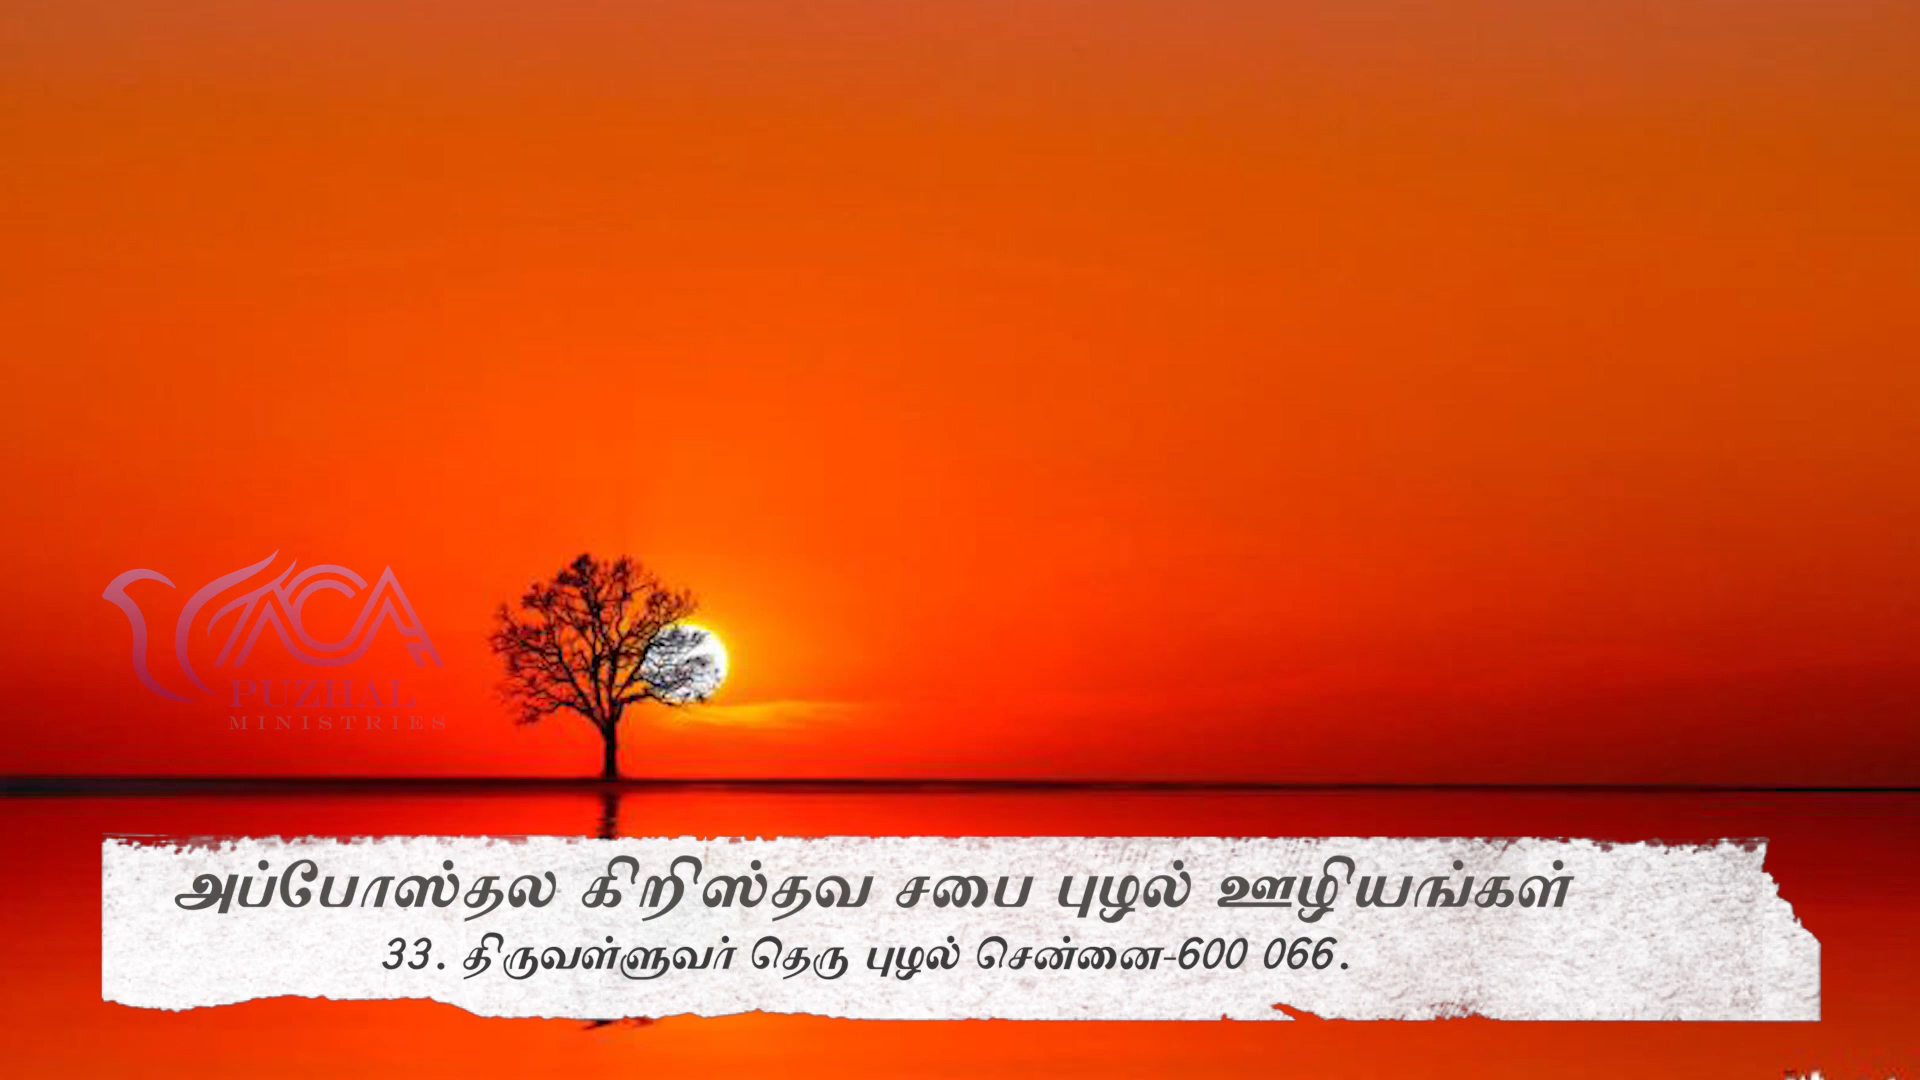 ACA
PUZHAL
MINISTRIES
அப்போஸ்தல கிறிஸ்தவ சபை புழல் ஊழியங்கள்
33. திருவள்ளுவர் தெரு புழல் சென்னை-600 066.